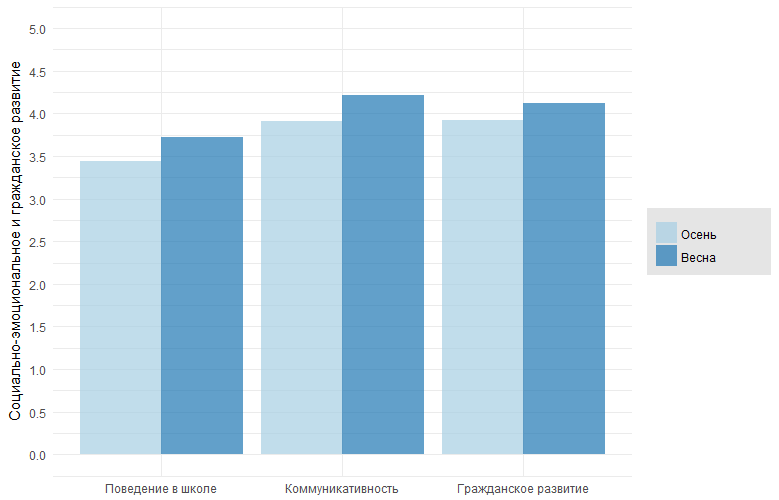 Социально-эмоциональное и гражданское развитие
5.0
4.5
4.0
3.5
3.0
2.5
2.0
1.5
1.0
0.5
0.0
Поведение в школе
Коммуникативность
Гражданское развитие
Осень
Весна